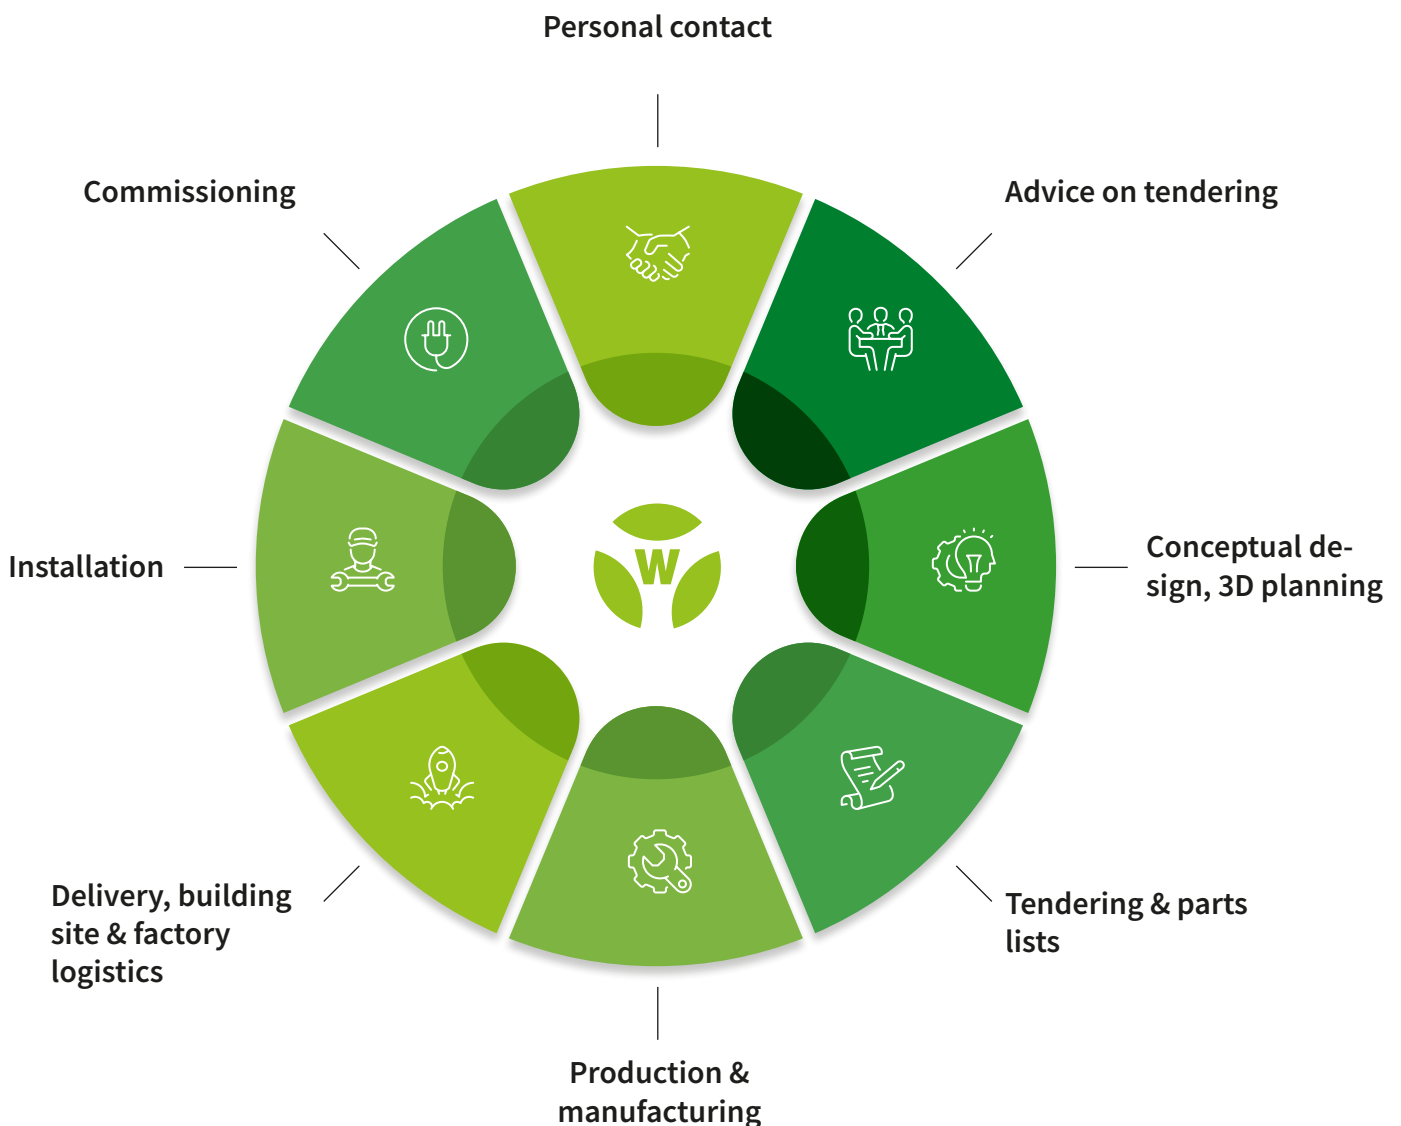 Personal contact
Commissioning
Advice on tendering
Installation
W
Conceptual de-
sign, 3D planning
Delivery, building
site & factory
logistics
Tendering & parts
lists
Production &
manufacturing